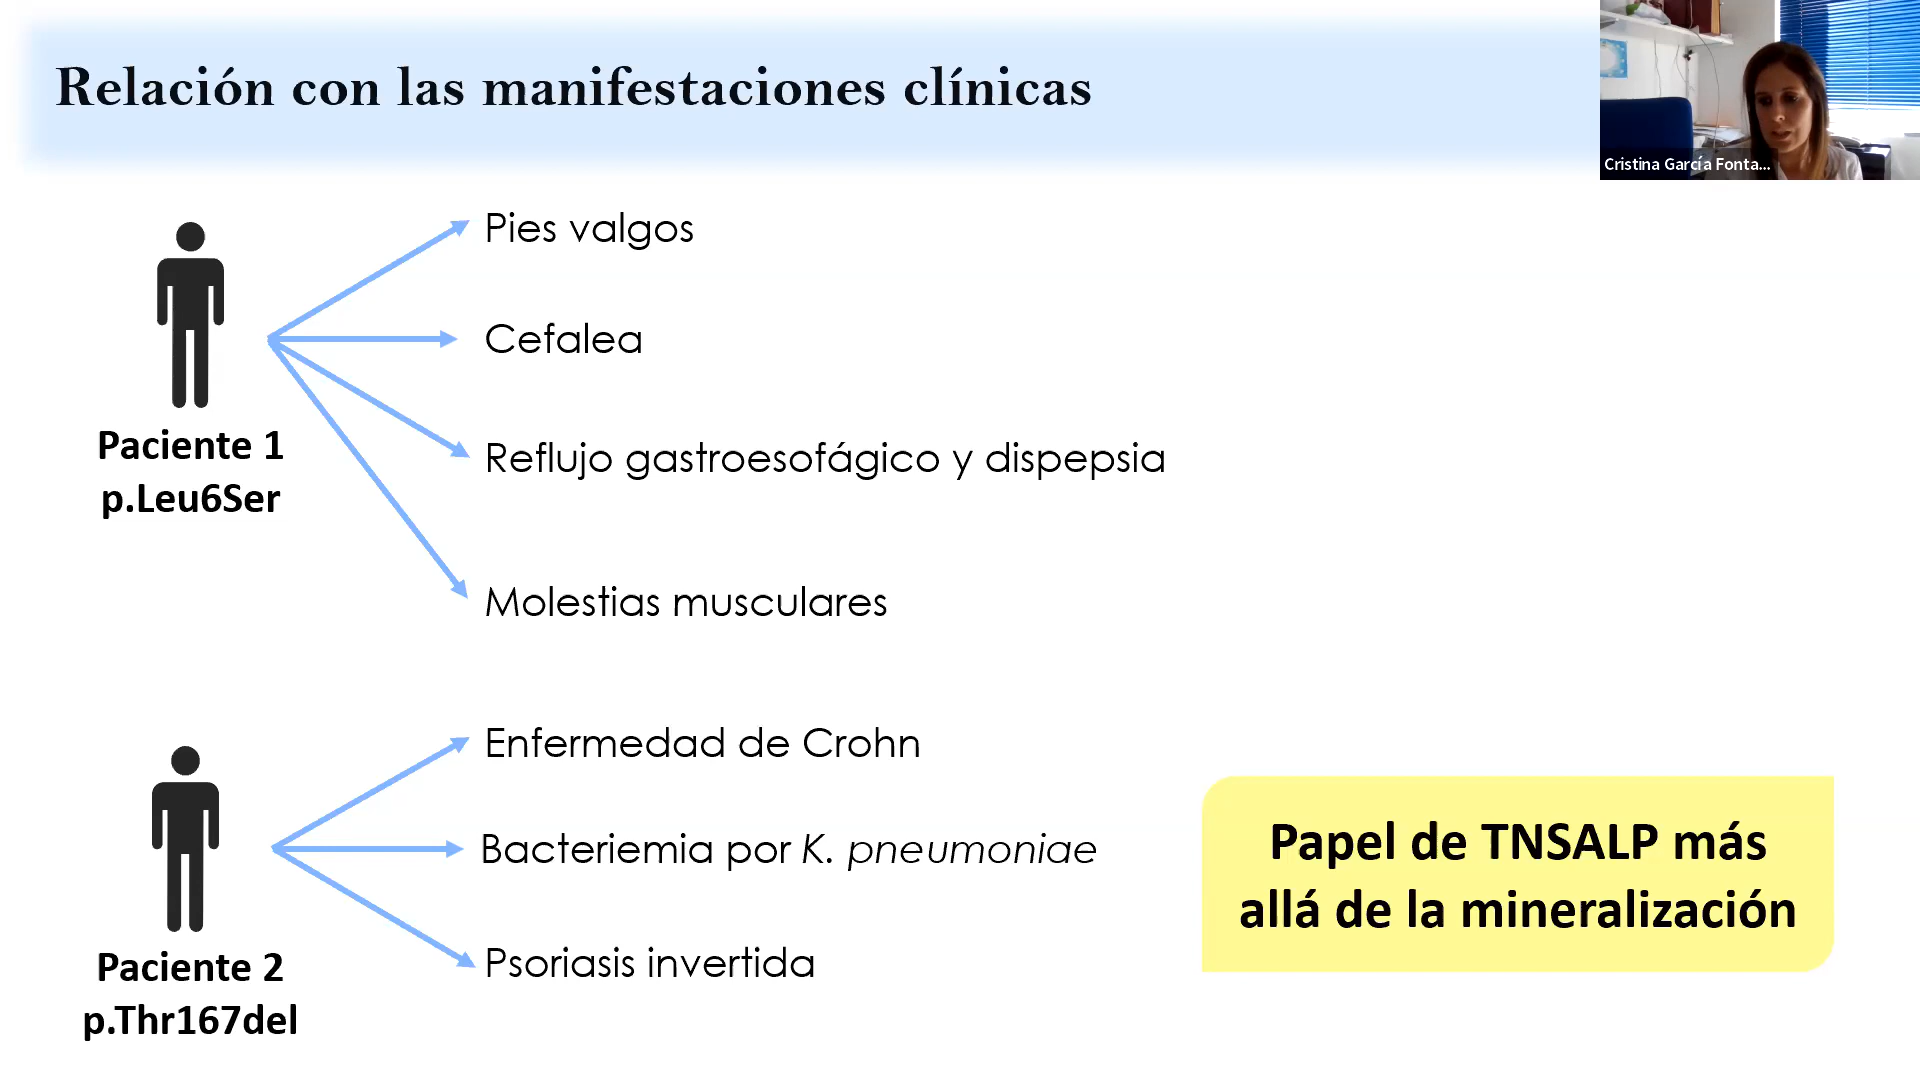 Relación con las manifestaciones clínicas
Cristina García Fonta...
Pies valgos
Cefalea
Reflujo gastroesofágico y dispepsia
Molestias musculares
Paciente 1
p.Leu6Ser
Enfermedad de Crohn
Bacteriemia por K. pneumoniae
Psoriasis invertida
Paciente 2
p.Thr167del
Papel de TNSALP más
allá de la mineralización